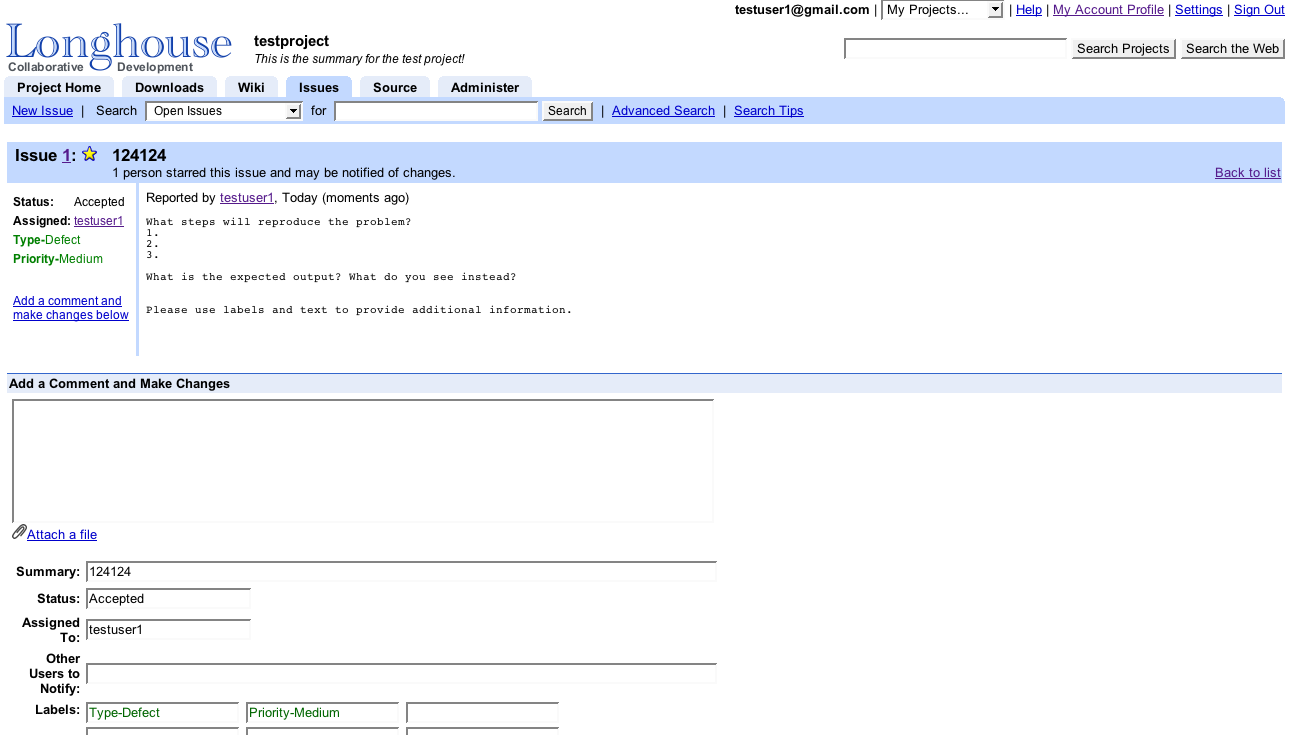 testuser1@gmail.com | My Projects... | Help | My Account Profile | Settings | Sign Out
Longhouse
Collaborative Development
testproject
This is the summary for the test project!
Search Projects Search the Web
Project Home Downloads Wiki Issues Source Administer
New Issue | Search Open Issues for Search | Advanced Search | Search Tips
Issue 1: 124124
1 person starred this issue and may be notified of changes. Back to list
Status: Accepted
Assigned: testuser1
Type-Defect
Priority-Medium
Add a comment and
make changes below
Reported by testuser1, Today (moments ago)
What steps will reproduce the problem?
1.
2.
3.
What is the expected output? What do you see instead?
Please use labels and text to provide additional information.
Add a Comment and Make Changes
Attach a file
Summary: 124124
Status: Accepted
Assigned
To: testuser1
Other
Users to
Notify:
Labels: Type-Defect Priority-Medium